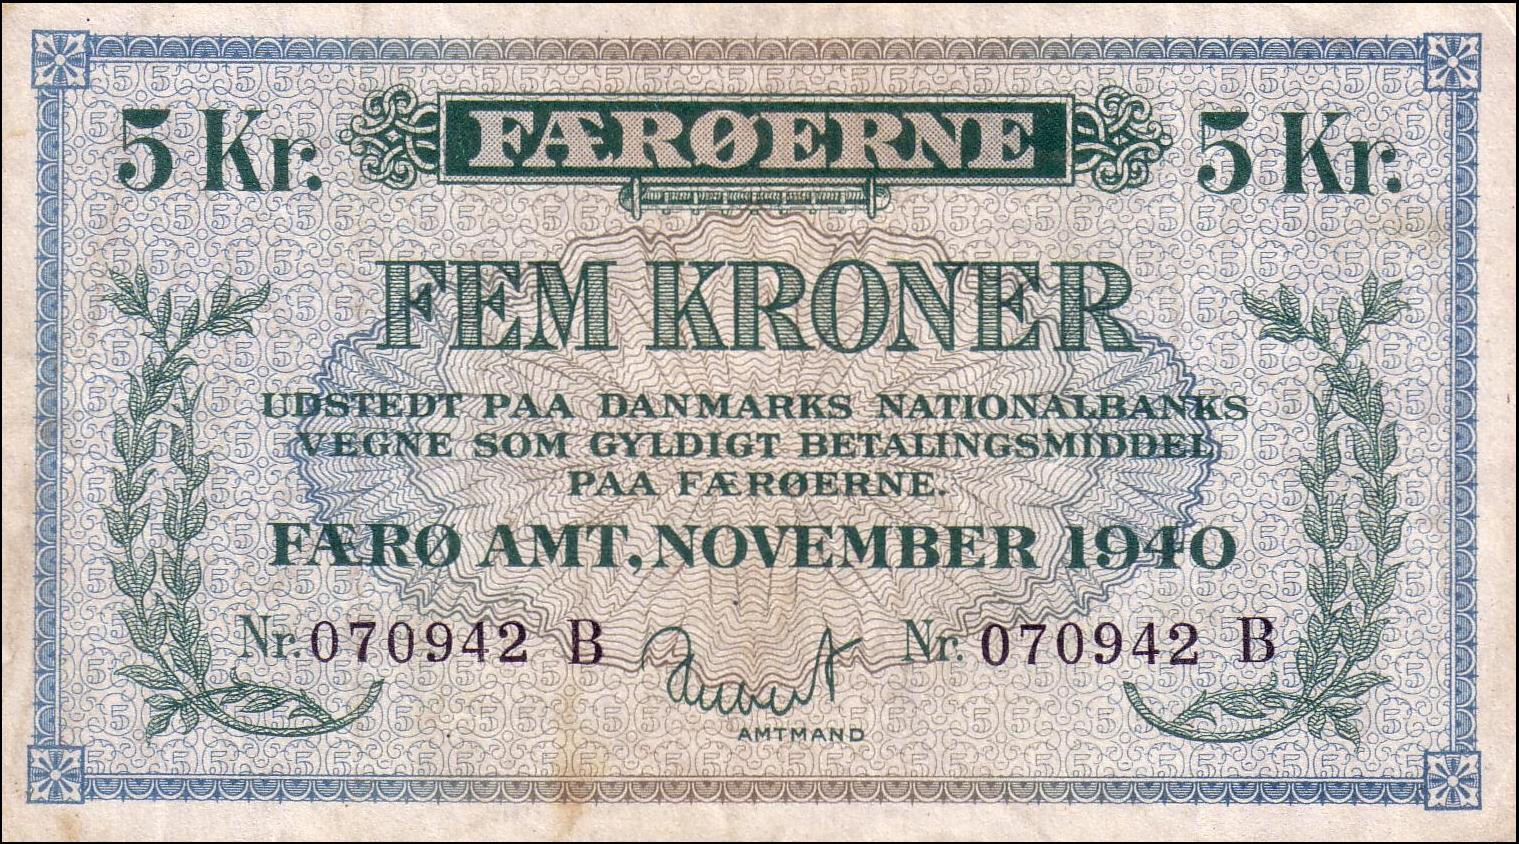 5 Kr. FÆRØERNE 5 Kr.
FEM KRONER
UDSTEDT PAA DANMARKS NATIONALBANKS
VEGNE SOM GYLDIGT BETALINGSMIDDEL
PAA FÆRØERNE.
FÆRØ AMT, NOVEMBER 1940
Nr. 070942 B Nr. 070942 B
AMTMAND